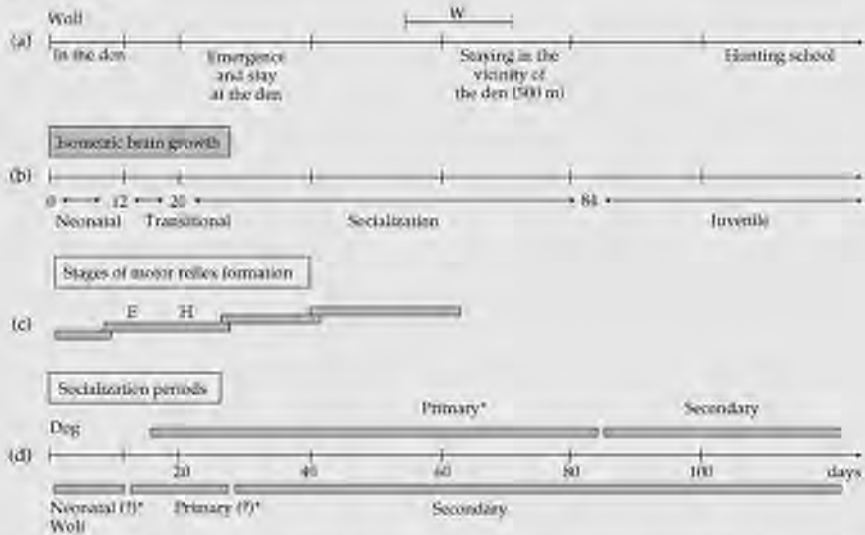 Wolf
W
(a)
In the den
Emergence
and stay
at the den
Staying in the
vicinity of
the den (500 m)
Hunting school
Isometric brain growth
(b)
0
12
20
84
Neonatal
Transitional
Socialization
Juvenile
Stages of motor reflex formation
E
H
(c)
Socialization periods
Primary*
Secondary
Dog
(d)
20
40
60
80
100
days
Neonatal (?)*
Primary (?)*
Secondary
Wolf